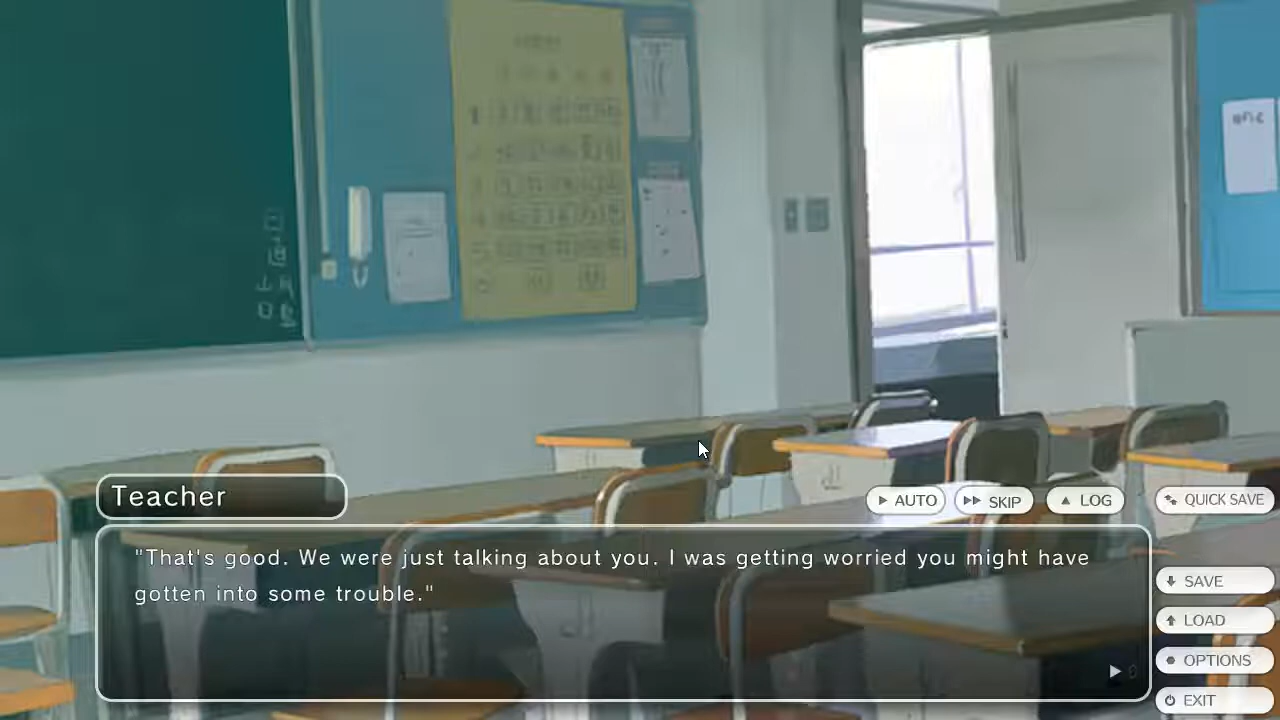 Teacher
AUTO
SKIP
LOG
QUICK SAVE
"That's good. We were just talking about you. I was getting worried you might have
gotten into some trouble."
SAVE
LOAD
OPTIONS
EXIT